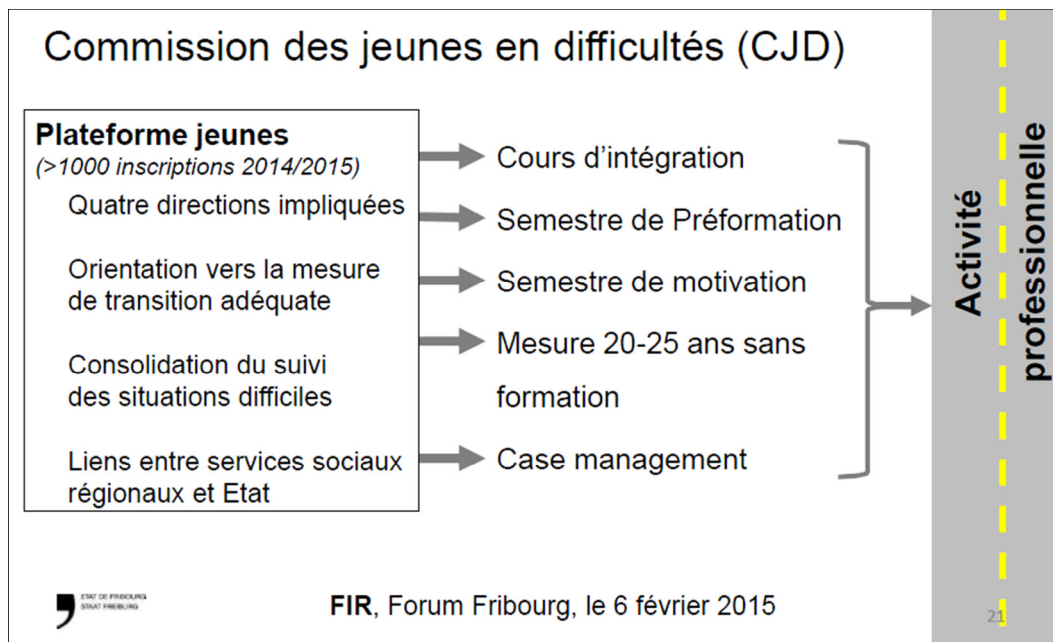 Commission des jeunes en difficultés (CJD)
Plateforme jeunes
(>1000 inscriptions 2014/2015)
Quatre directions impliquées
Orientation vers la mesure
de transition adéquate
Consolidation du suivi
des situations difficiles
Liens entre services sociaux
régionaux et Etat
Cours d'intégration
Semestre de Préformation
Semestre de motivation
Mesure 20-25 ans sans
formation
Case management
Activité
professionnelle
ETAT DE FRIBOURG
STAAT FREIBURG
FIR, Forum Fribourg, le 6 février 2015
21